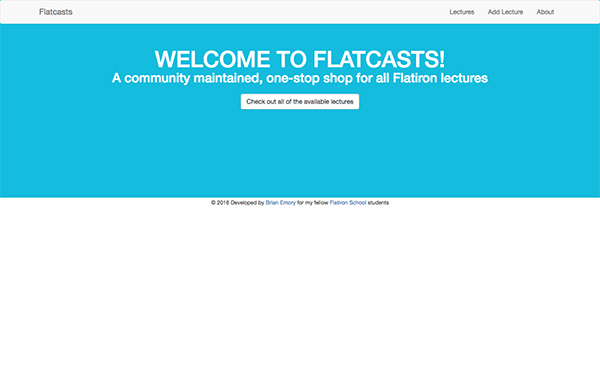 Flatcasts Lectures Add Lecture About
WELCOME TO FLATCASTS!
A community maintained, one-stop shop for all Flatiron lectures
Check out all of the available lectures
© 2016 Developed by Brian Emory for my fellow Flatiron School students